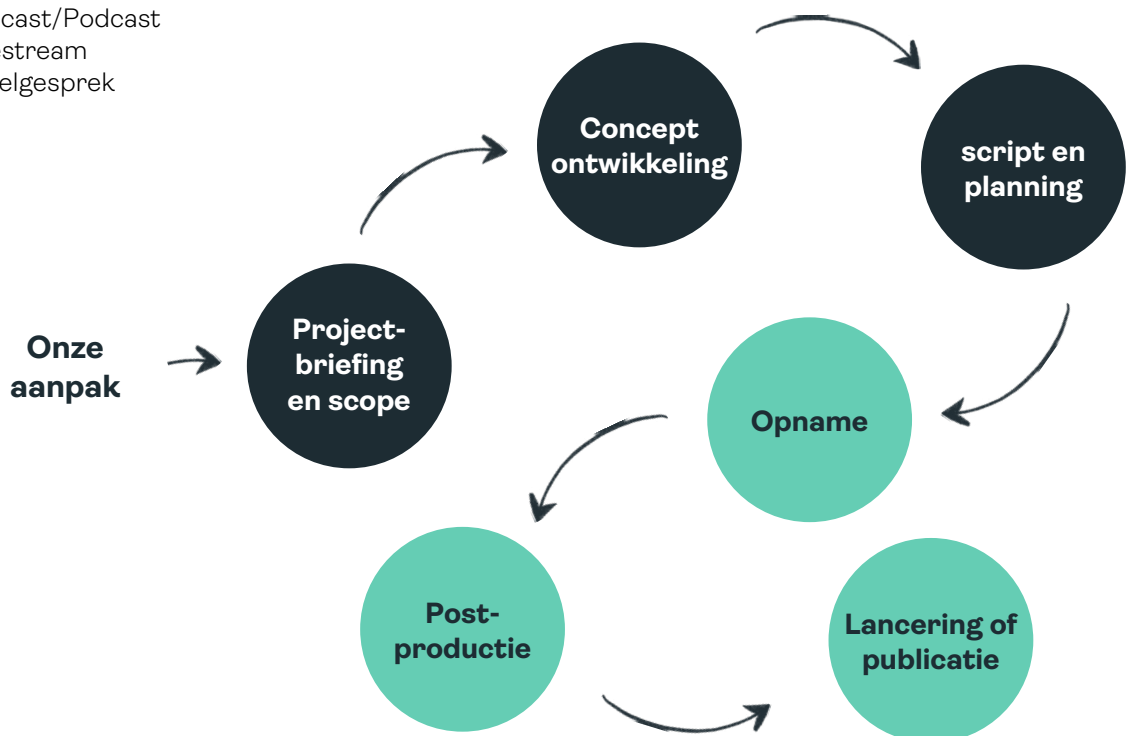 cast/Podcast
estream
elgesprek
Onze
aanpak
Project-
briefing
en scope
Concept
ontwikkeling
script en
planning
Opname
Post-
productie
Lancering of
publicatie